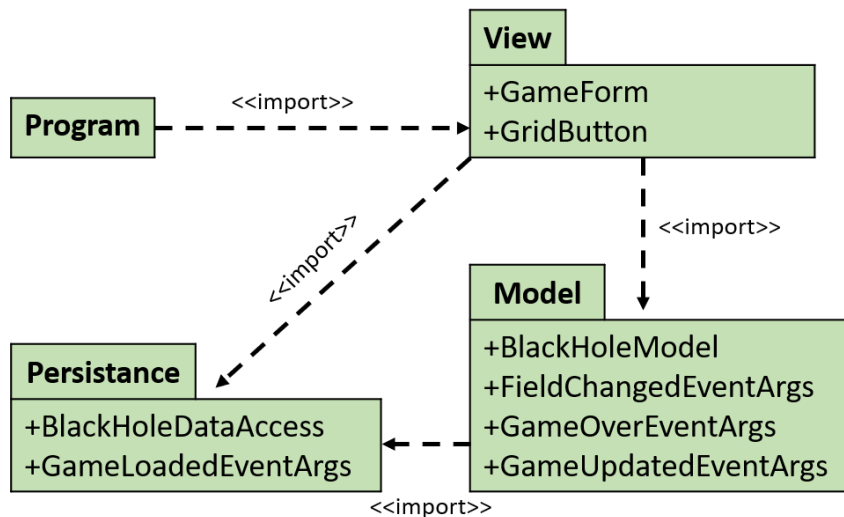 View
+GameForm
+GridButton
<<import>>
Program
<<import>>
<<import>>
Model
+BlackHoleModel
+FieldChangedEventArgs
+GameOverEventArgs
+GameUpdatedEventArgs
Persistance
+BlackHoleDataAccess
+GameLoadedEventArgs
<<import>>